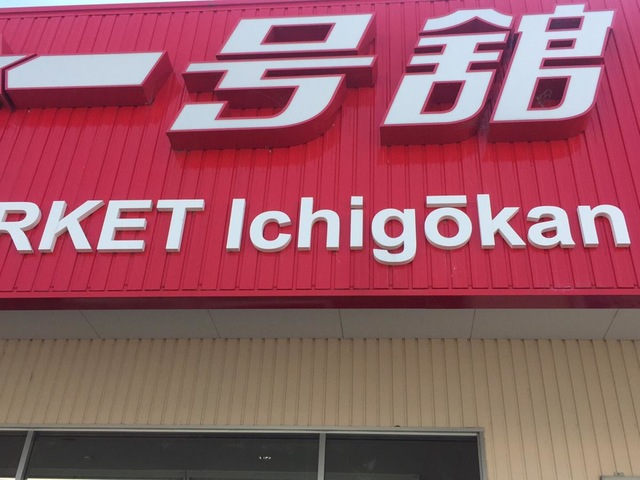 一号舘
RKET Ichigōkan